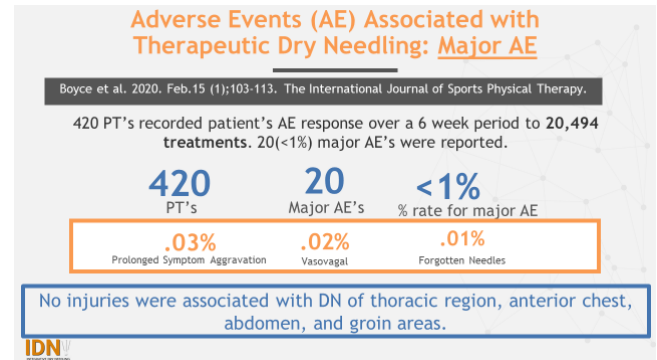 Adverse Events (AE) Associated with
Therapeutic Dry Needling: Major AE
Boyce et al. 2020. Feb.15 (1);103-113. The International Journal of Sports Physical Therapy.
420 PT's recorded patient's AE response over a 6 week period to 20,494
treatments. 20(<1%) major AE's were reported.
420 20 <1%
PT's Major AE's % rate for major AE
.03% .02% .01%
Prolonged Symptom Aggravation Vasovagal Forgotten Needles
No injuries were associated with DN of thoracic region, anterior chest,
abdomen, and groin areas.
IDN